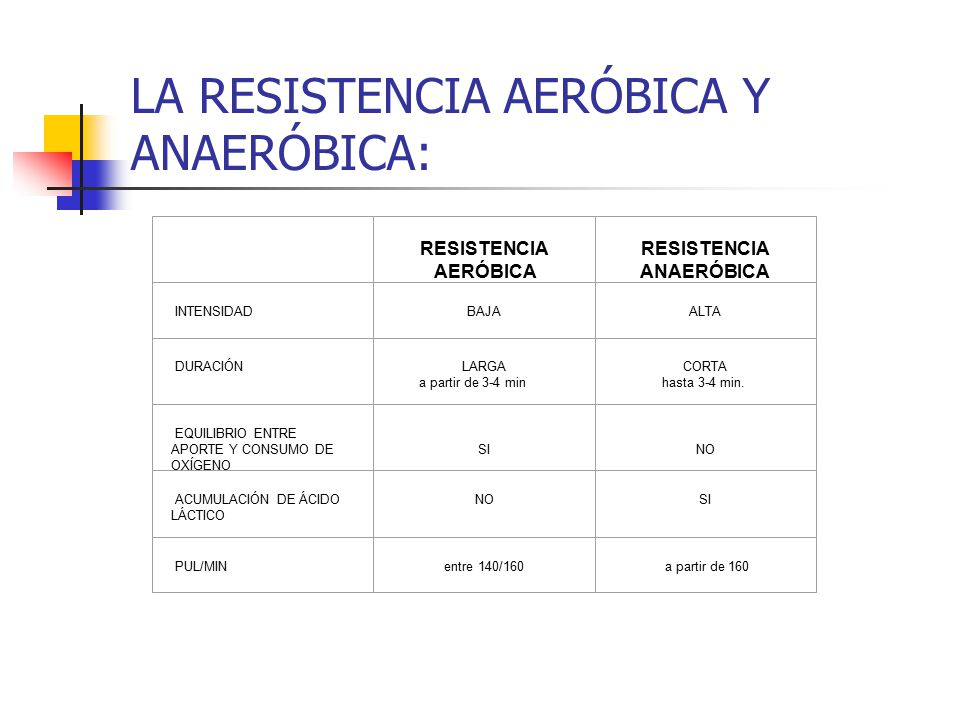 LA RESISTENCIA AERÓBICA Y
ANAERÓBICA:
RESISTENCIA
AERÓBICA
RESISTENCIA
ANAERÓBICA
INTENSIDAD
BAJA
ALTA
DURACIÓN
LARGA
a partir de 3-4 min
CORTA
hasta 3-4 min.
EQUILIBRIO ENTRE
APORTE Y CONSUMO DE
OXÍGENO
SI
NO
ACUMULACIÓN DE ÁCIDO
LÁCTICO
NO
SI
PUL/MIN
entre 140/160
a partir de 160